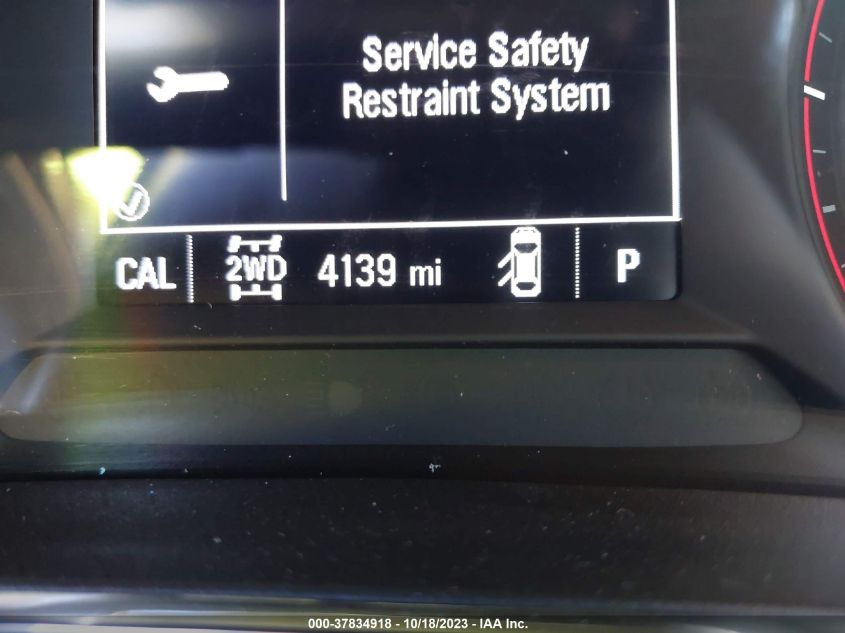 Service Safety
Restraint System
CAL 2WD 4139 mi P
000-37834918 - 10/18/2023 - IAA Inc.